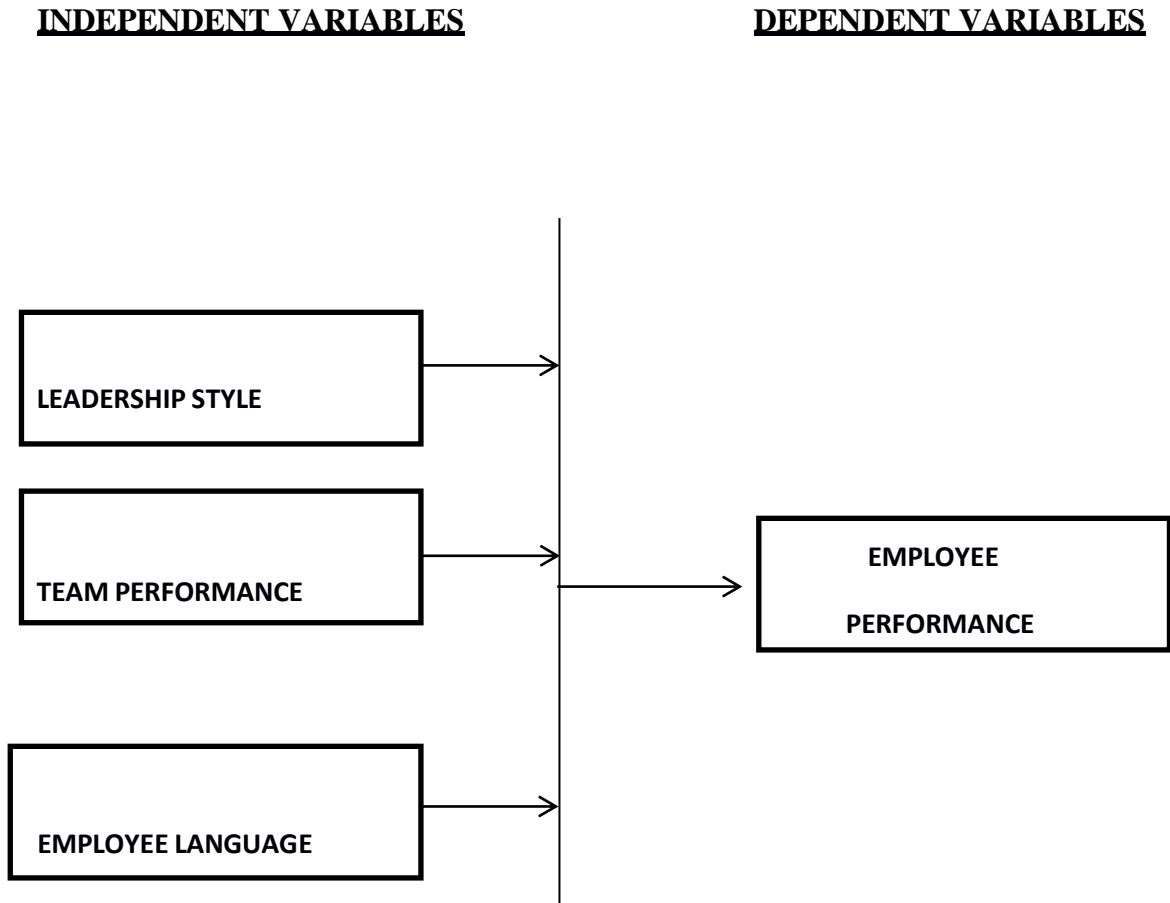 INDEPENDENT VARIABLES
DEPENDENT VARIABLES
LEADERSHIP STYLE
TEAM PERFORMANCE
EMPLOYEE LANGUAGE
EMPLOYEE
PERFORMANCE